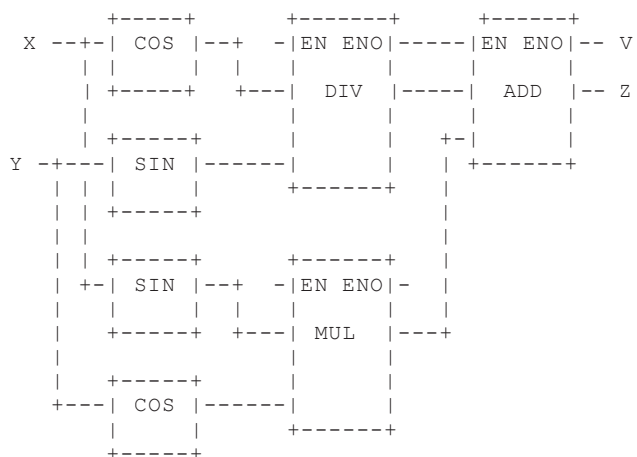 +-----+       +-------+      +------+
X --+-| COS |--+  -|EN ENO|-----|EN ENO|-- V
    |  |     |  |   |      |     |      |
    |  +-----+  +---| DIV  |-----| ADD  |-- Z
    |               |      |     |      |
    |  +-----+      |      |   +-|      |
Y -+---| SIN |------|      |   | +------+
   | | |     |      +------+   |
   | | +-----+                 |
   | |                         |
   | | +-----+      +------+   |
   | +-| SIN |--+  -|EN ENO|-  |
   |   |     |  |   |      |   |
   |   +-----+  +---| MUL  |---+
   |                |      |
   |   +-----+      |      |
   +---| COS |------|      |
       |     |      +------+
       +-----+